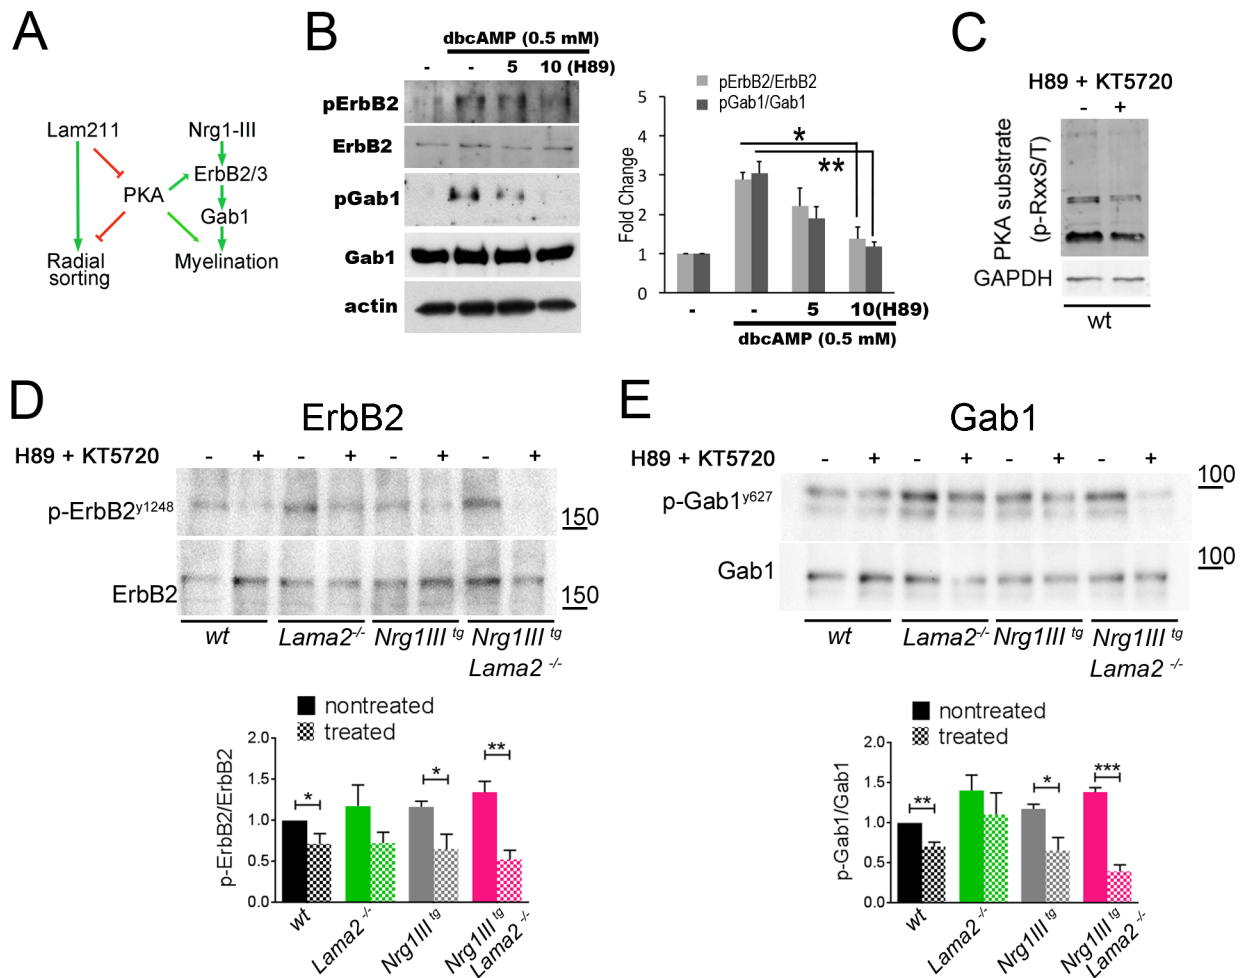 A
Lam211
Nrg1-III
ErbB2/3
PKA
Gab1
Radial
sorting
Myelination
B
dbcAMP (0.5 mM)
- - 5 10 (H89)
pErbB2
ErbB2
pGab1
Gab1
actin
pErbB2/ErbB2
pGab1/Gab1
Fold Change
5
4
3
2
1
0
*
**
- - 5 10(H89)
dbcAMP (0.5 mM)
C
H89 + KT5720
- +
PKA substrate
(p-RxxS/T)
GAPDH
wt
D
ErbB2
H89 + KT5720 - + - + - + - +
p-ErbB2y1248
150
ErbB2
150
wt Lama2-/- Nrg1III tg Nrg1III tg
Lama2 -/-
nontreated
treated
p-ErbB2/ErbB2
2.0
1.5
1.0
0.5
0.0
* * **
wt
Lama2 -/-
Nrg1III tg
Nrg1III tg
Lama2 -/-
E
Gab1
H89 + KT5720 - + - + - + - +
p-Gab1y627
100
Gab1
100
wt Lama2-/- Nrg1III tg Nrg1III tg
Lama2 -/-
nontreated
treated
p-Gab1/Gab1
2.0
1.5
1.0
0.5
0.0
** * ***
wt
Lama2 -/-
Nrg1III tg
Nrg1III tg
Lama2 -/-